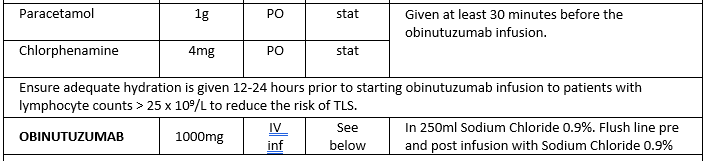 Paracetamol 1g PO stat Given at least 30 minutes before the
obinutuzumab infusion.
Chlorphenamine 4mg PO stat
Ensure adequate hydration is given 12-24 hours prior to starting obinutuzumab infusion to patients with
lymphocyte counts > 25 x 10⁹/L to reduce the risk of TLS.
OBINUTUZUMAB 1000mg IV inf See below In 250ml Sodium Chloride 0.9%. Flush line pre
and post infusion with Sodium Chloride 0.9%